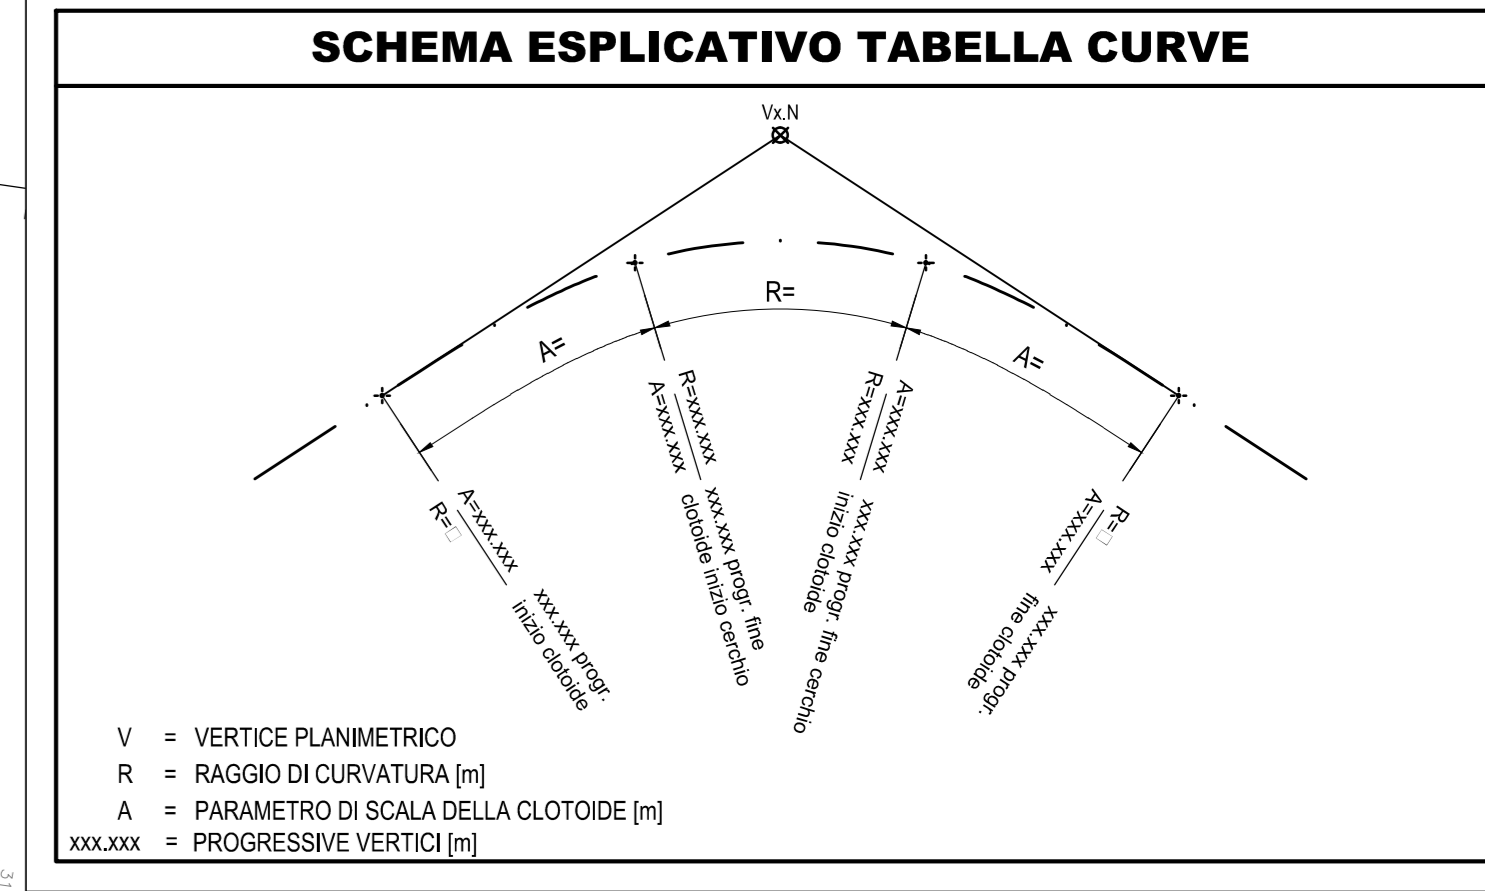 SCHEMA ESPLICATIVO TABELLA CURVE
Vx.N
R=
A=
A=
R=□
A=xxx.xxx
xxx.xxx progr.
inizio clotoide
A=xxx.xxx
R=xxx.xxx
xxx.xxx progr. fine
clotoide inizio cerchio
R=xxx.xxx
A=xxx.xxx
xxx.xxx progr. fine cerchio
inizio clotoide
A=xxx.xxx
R=□
xxx.xxx progr.
fine clotoide
V = VERTICE PLANIMETRICO
R = RAGGIO DI CURVATURA [m]
A = PARAMETRO DI SCALA DELLA CLOTOIDE [m]
xxx.xxx = PROGRESSIVE VERTICI [m]
31